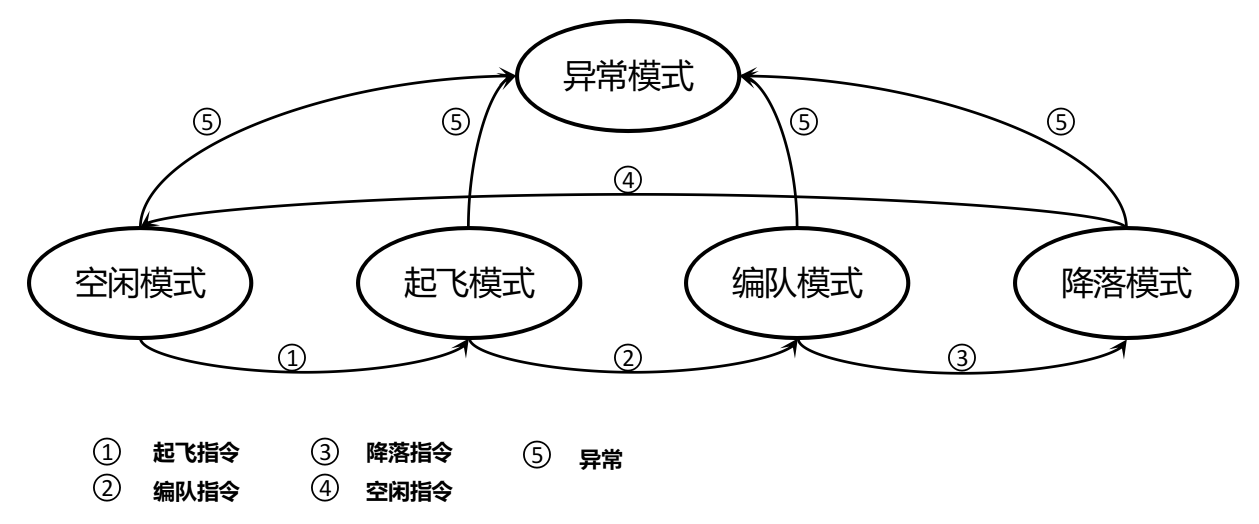 异常模式
⑤
⑤
⑤
⑤
④
空闲模式
起飞模式
编队模式
降落模式
①
②
③
① 起飞指令
③ 降落指令
⑤ 异常
② 编队指令
④ 空闲指令